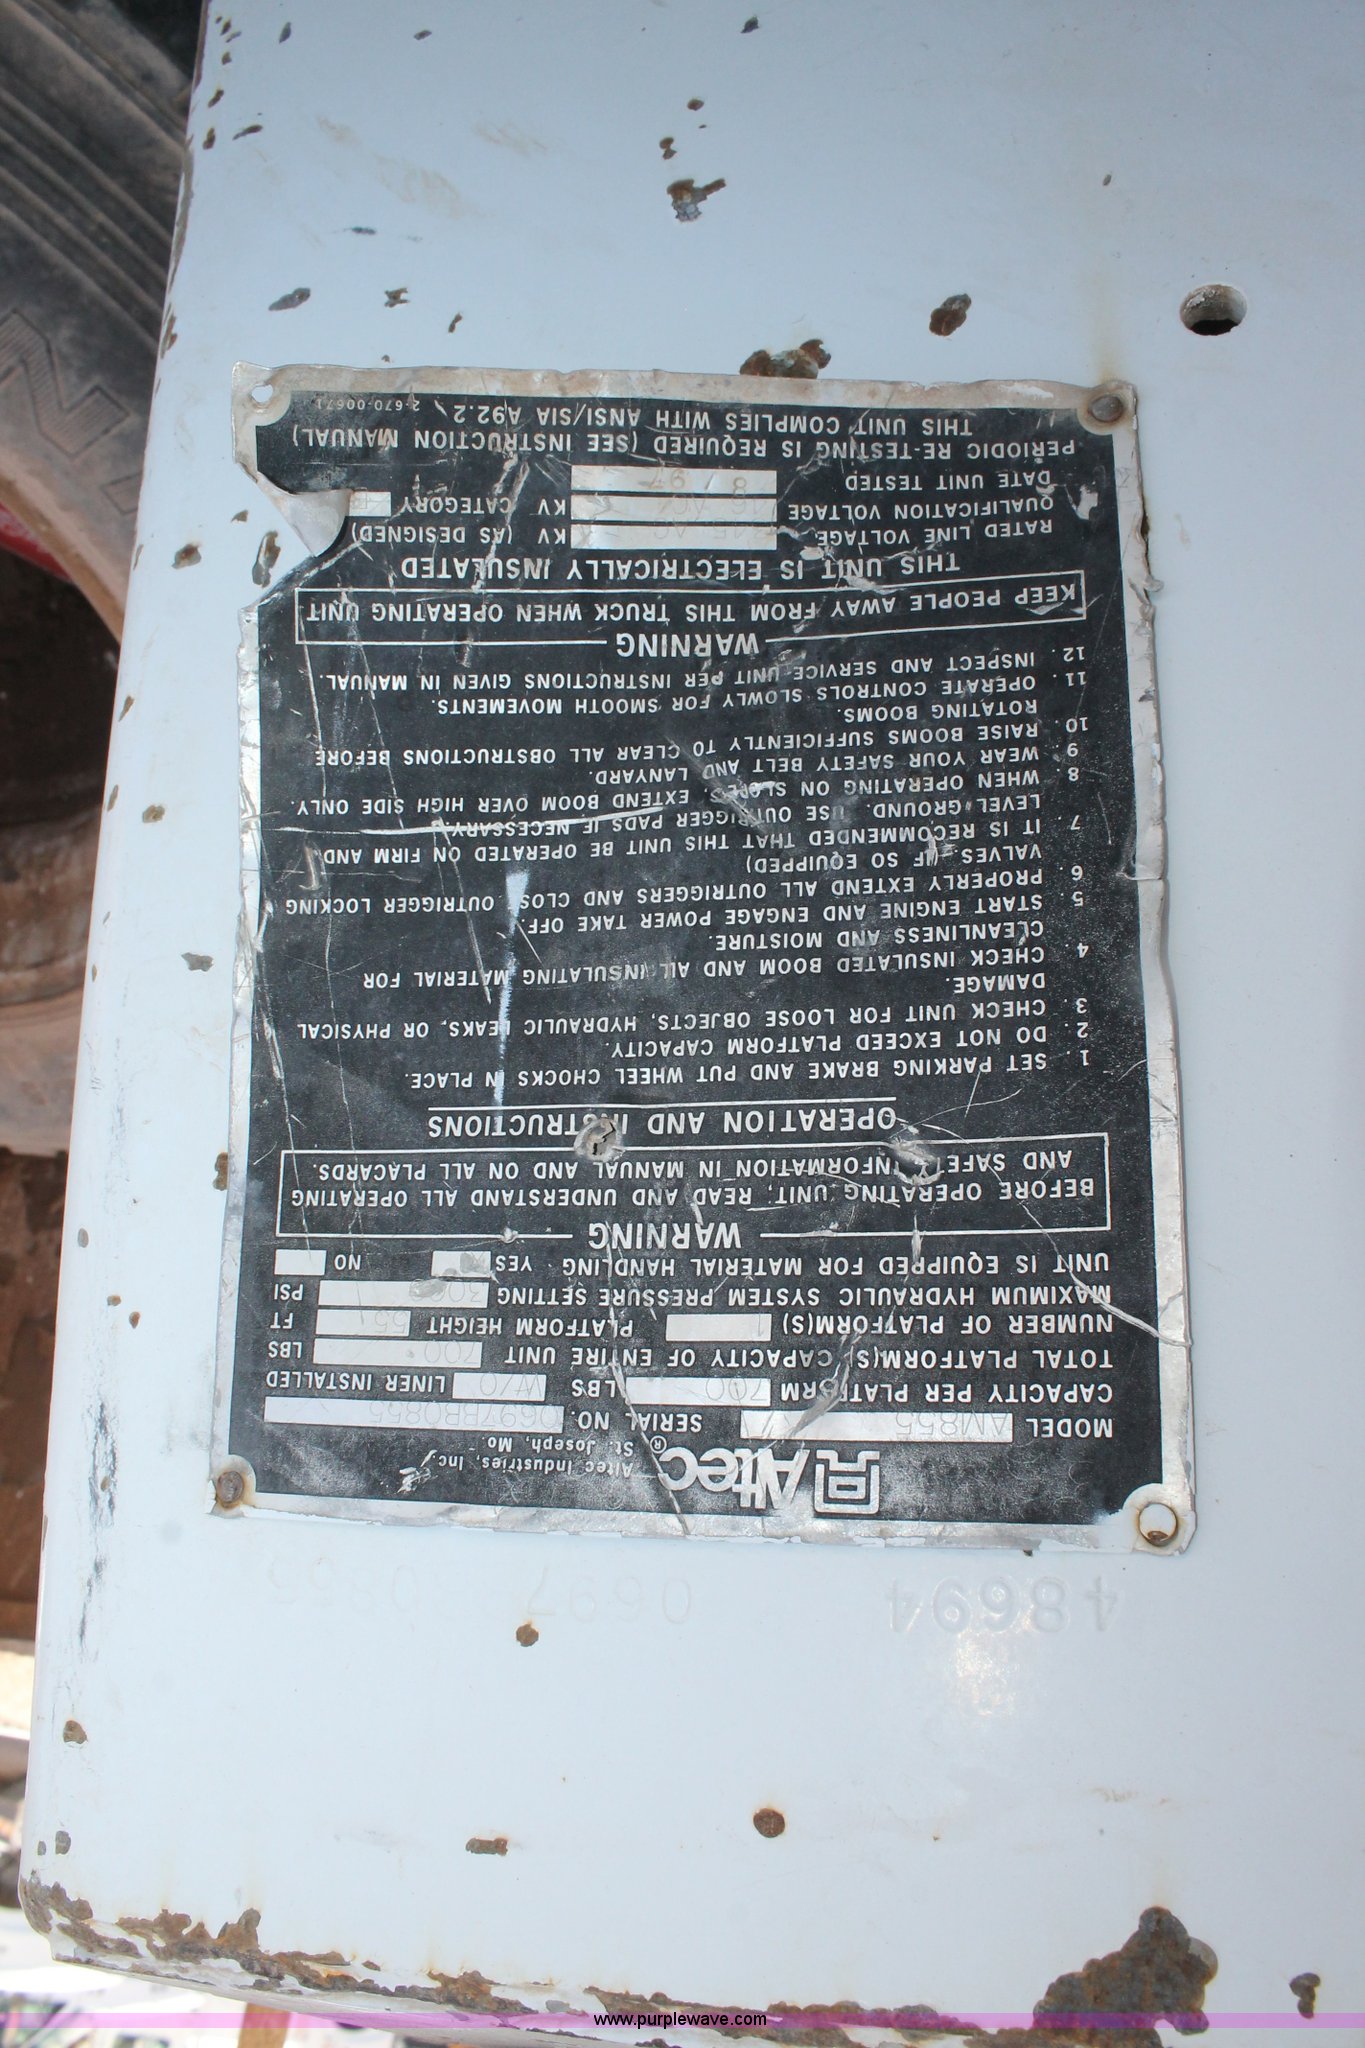 Altec®
Altec Industries, Inc.
St. Joseph, Mo
MODEL AM855 SERIAL NO. 0697BB0855
CAPACITY PER PLATFORM 700 LBS W/O LINER INSTALLED
TOTAL PLATFORM(S) CAPACITY OF ENTIRE UNIT 700 LBS
NUMBER OF PLATFORM(S) 1 PLATFORM HEIGHT 55 FT
MAXIMUM HYDRAULIC SYSTEM PRESSURE SETTING PSI
UNIT IS EQUIPPED FOR MATERIAL HANDLING YES NO
WARNING
BEFORE OPERATING UNIT, READ AND UNDERSTAND ALL OPERATING
AND SAFETY INFORMATION IN MANUAL AND ON ALL PLACARDS.
OPERATION AND INSTRUCTIONS
1. SET PARKING BRAKE AND PUT WHEEL CHOCKS IN PLACE.
2. DO NOT EXCEED PLATFORM CAPACITY.
3. CHECK UNIT FOR LOOSE OBJECTS, HYDRAULIC LEAKS, OR PHYSICAL
DAMAGE.
4. CHECK INSULATED BOOM AND ALL INSULATING MATERIAL FOR
CLEANLINESS AND MOISTURE.
5. START ENGINE AND ENGAGE POWER TAKE OFF.
6. PROPERLY EXTEND ALL OUTRIGGERS AND CLOSE OUTRIGGER LOCKING
VALVES. (IF SO EQUIPPED)
7. IT IS RECOMMENDED THAT THIS UNIT BE OPERATED ON FIRM AND
LEVEL GROUND. USE OUTRIGGER PADS IF NECESSARY.
8. WHEN OPERATING ON SLOPES, EXTEND BOOM OVER HIGH SIDE ONLY.
9. WEAR YOUR SAFETY BELT AND LANYARD.
10. RAISE BOOMS SUFFICIENTLY TO CLEAR ALL OBSTRUCTIONS BEFORE
ROTATING BOOMS.
11. OPERATE CONTROLS SLOWLY FOR SMOOTH MOVEMENTS.
12. INSPECT AND SERVICE UNIT PER INSTRUCTIONS GIVEN IN MANUAL.
WARNING
KEEP PEOPLE AWAY FROM THIS TRUCK WHEN OPERATING UNIT
THIS UNIT IS ELECTRICALLY INSULATED
RATED LINE VOLTAGE KV (AS DESIGNED)
QUALIFICATION VOLTAGE 46 AC KV CATEGORY
DATE UNIT TESTED 8 97
PERIODIC RE-TESTING IS REQUIRED (SEE INSTRUCTION MANUAL)
THIS UNIT COMPLIES WITH ANSI/SIA A92.2
2-670-00671
48694 0697 0855
www.purplewave.com